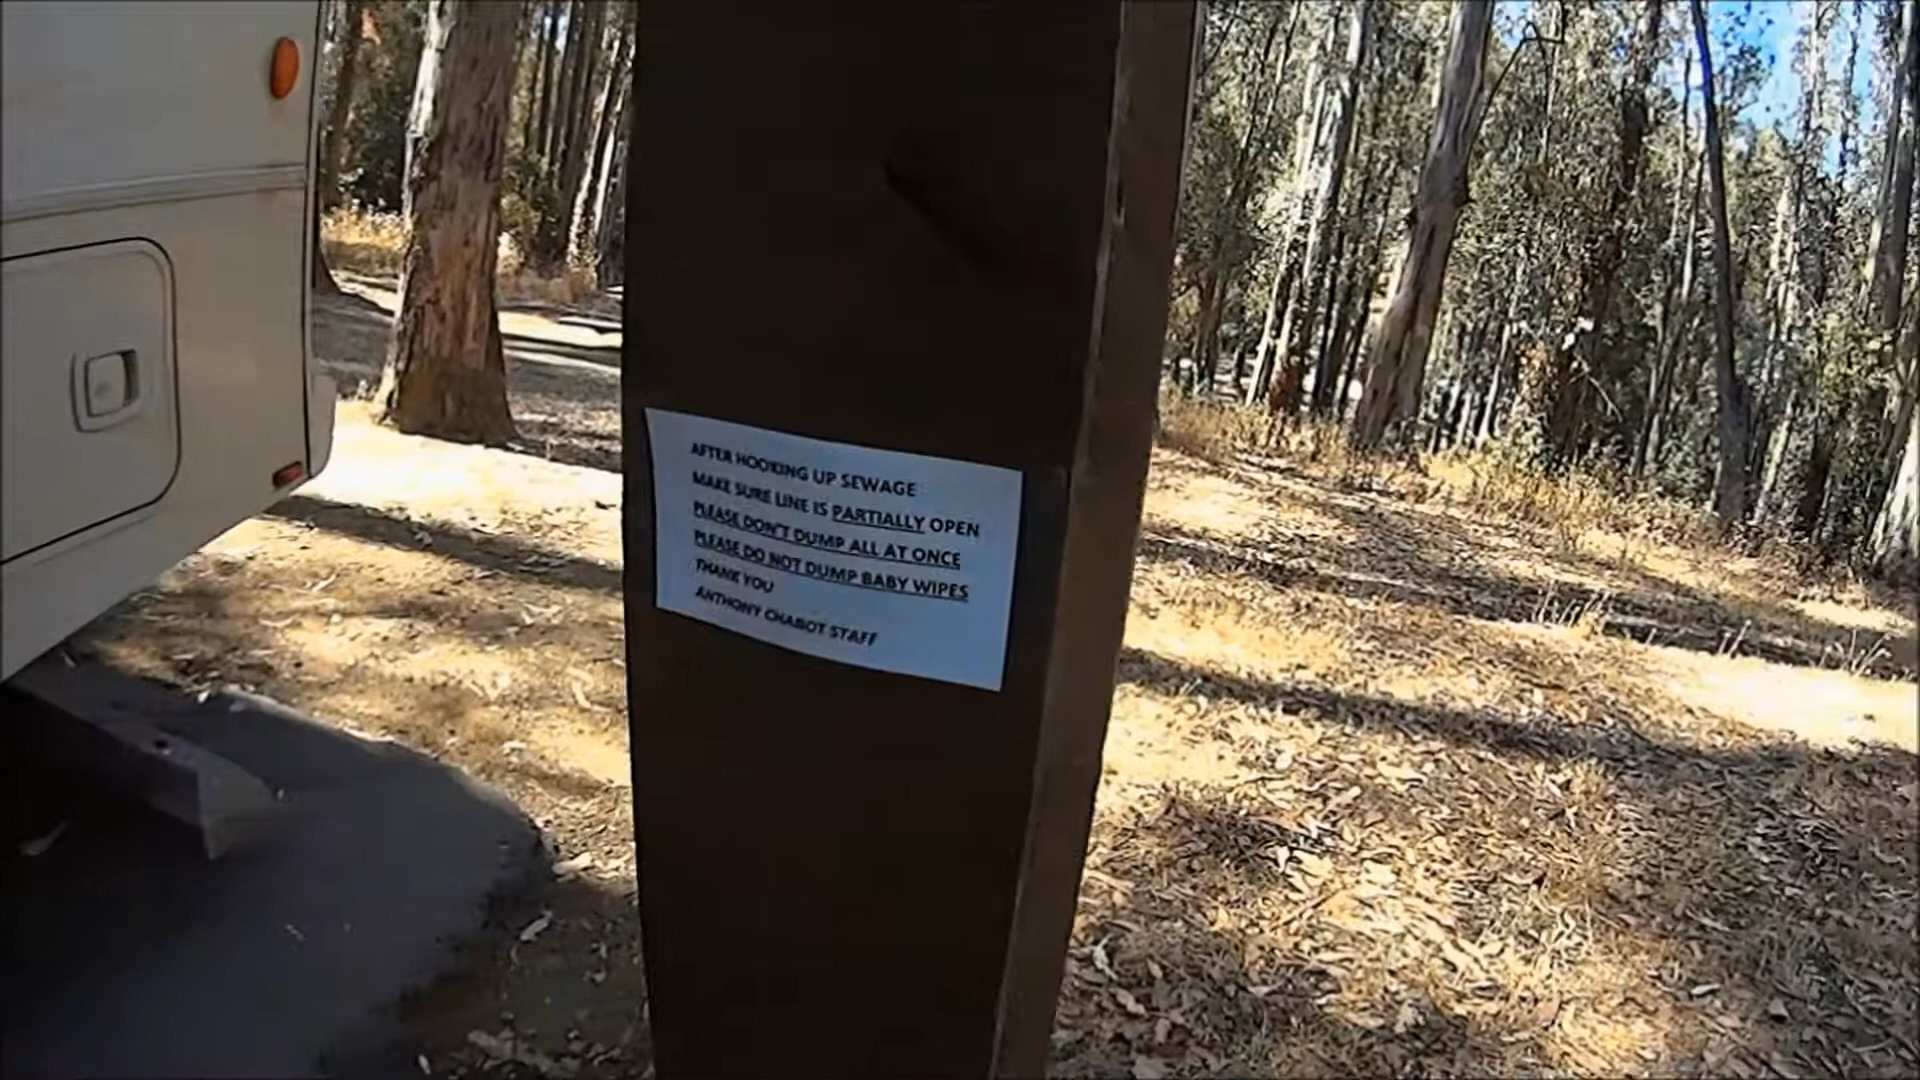 AFTER HOOKING UP SEWAGE
MAKE SURE LINE IS PARTIALLY OPEN
PLEASE DON'T DUMP ALL AT ONCE
PLEASE DO NOT DUMP BABY WIPES
THANK YOU
ANTHONY CHABOT STAFF